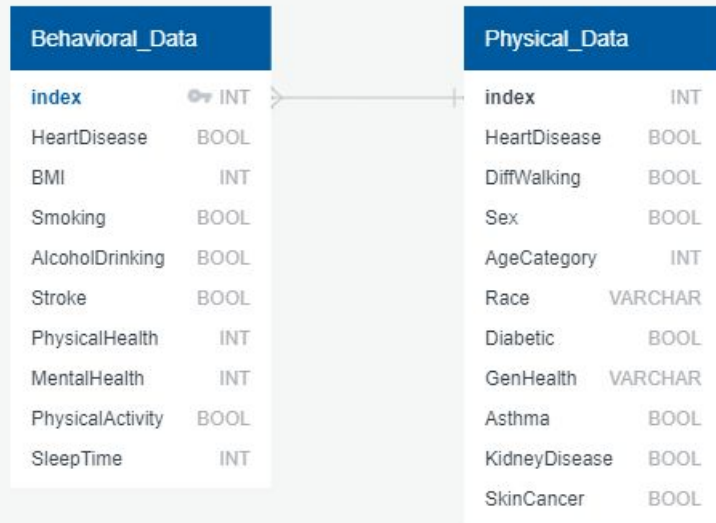 Behavioral_Data
index INT
HeartDisease BOOL
BMI INT
Smoking BOOL
AlcoholDrinking BOOL
Stroke BOOL
PhysicalHealth INT
MentalHealth INT
PhysicalActivity BOOL
SleepTime INT
Physical_Data
index INT
HeartDisease BOOL
DiffWalking BOOL
Sex BOOL
AgeCategory INT
Race VARCHAR
Diabetic BOOL
GenHealth VARCHAR
Asthma BOOL
KidneyDisease BOOL
SkinCancer BOOL